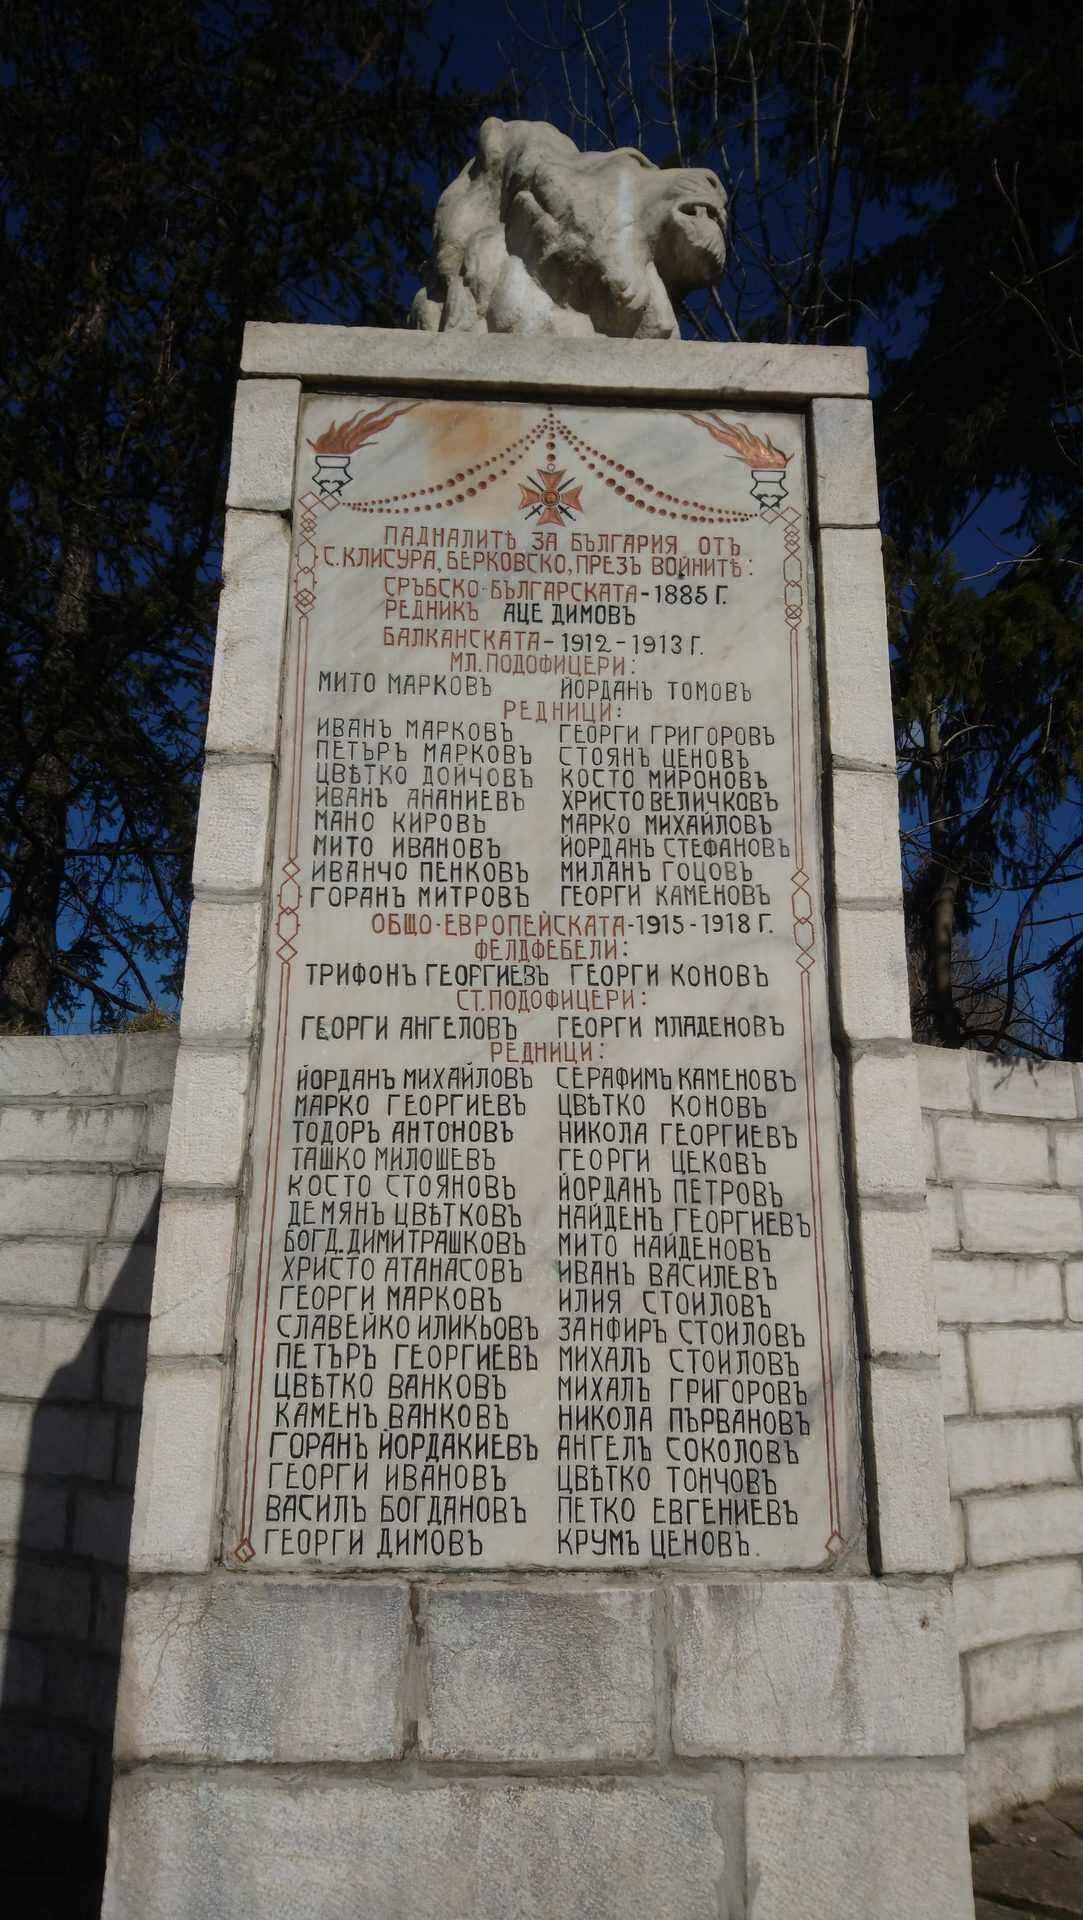 ПАДНАЛИТѢ ЗА БЪЛГАРИЯ ОТЪ
С. КЛИСУРА, БЕРКОВСКО, ПРЕЗЪ ВОЙНИТѢ:
СРЪБСКО-БЪЛГАРСКАТА-1885 Г.
РЕДНИКЪ АЦЕ ДИМОВЪ
БАЛКАНСКАТА-1912-1913 Г.
МЛ. ПОДОФИЦЕРИ:
МИТО МАРКОВЪ ЙОРДАНЪ ТОМОВЪ
РЕДНИЦИ:
ИВАНЪ МАРКОВЪ ГЕОРГИ ГРИГОРОВЪ
ПЕТЪРЪ МАРКОВЪ СТОЯНЪ ЦЕНОВЪ
ЦВѢТКО ДОЙЧОВЪ КОСТО МИРОНОВЪ
ИВАНЪ АНАНИЕВЪ ХРИСТО ВЕЛИЧКОВЪ
МАНО КИРОВЪ МАРКО МИХАЙЛОВЪ
МИТО ИВАНОВЪ ЙОРДАНЪ СТЕФАНОВЪ
ИВАНЧО ПЕНКОВЪ МИЛАНЪ ГОЦОВЪ
ГОРАНЪ МИТРОВЪ ГЕОРГИ КАМЕНОВЪ
ОБЩО-ЕВРОПЕЙСКАТА-1915-1918 Г.
ФЕЛДФЕБЕЛИ:
ТРИФОНЪ ГЕОРГИЕВЪ ГЕОРГИ КОНОВЪ
СТ. ПОДОФИЦЕРИ:
ГЕОРГИ АНГЕЛОВЪ ГЕОРГИ МЛАДЕНОВЪ
РЕДНИЦИ:
ЙОРДАНЪ МИХАЙЛОВЪ СЕРАФИМЪ КАМЕНОВЪ
МАРКО ГЕОРГИЕВЪ ЦВѢТКО КОНОВЪ
ТОДОРЪ АНТОНОВЪ НИКОЛА ГЕОРГИЕВЪ
ТАШКО МИЛОШЕВЪ ГЕОРГИ ЦЕКОВЪ
КОСТО СТОЯНОВЪ ЙОРДАНЪ ПЕТРОВЪ
ДЕМЯНЪ ЦВѢТКОВЪ НАЙДЕНЪ ГЕОРГИЕВЪ
БОГД. ДИМИТРАШКОВЪ МИТО НАЙДЕНОВЪ
ХРИСТО АТАНАСОВЪ ИВАНЪ ВАСИЛЕВЪ
ГЕОРГИ МАРКОВЪ ИЛИЯ СТОИЛОВЪ
СЛАВЕЙКО ИЛИКЬОВЪ ЗАНФИРЪ СТОИЛОВЪ
ПЕТЪРЪ ГЕОРГИЕВЪ МИХАЛЪ СТОИЛОВЪ
ЦВѢТКО ВАНКОВЪ МИХАЛЪ ГРИГОРОВЪ
КАМЕНЪ ВАНКОВЪ НИКОЛА ПЪРВАНОВЪ
ГОРАНЪ ЙОРДАКИЕВЪ АНГЕЛЪ СОКОЛОВЪ
ГЕОРГИ ИВАНОВЪ ЦВѢТКО ТОНЧОВЪ
ВАСИЛЪ БОГДАНОВЪ ПЕТКО ЕВГЕНИЕВЪ
ГЕОРГИ ДИМОВЪ КРУМЪ ЦЕНОВЪ.